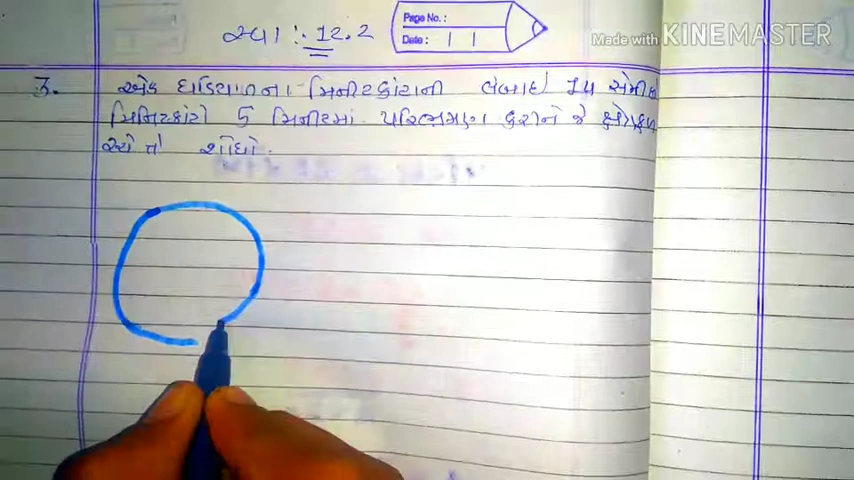 સ્વા :- 12.2
Page No.:
Date:
Made With KINEMASTER
3. એક ઘડિયાળના મિનીટકાંટાની લંબાઈ 14 સેમી છે
મિનિટકાંટો 5 મિનીટમાં પરિભ્રમણ કરીને જે ક્ષેત્રફળ
રચે તે શોધો.